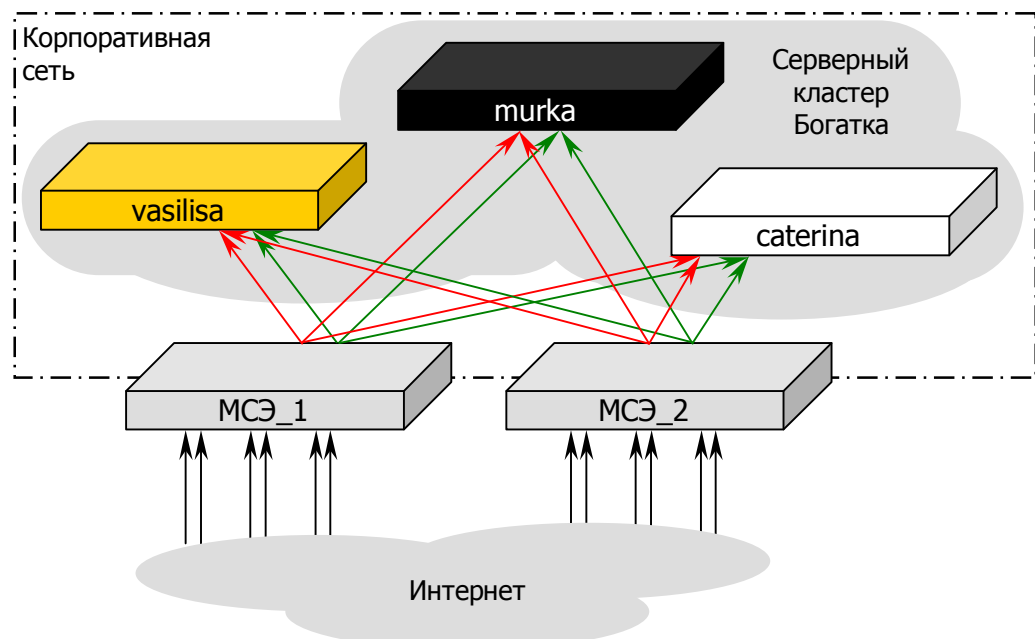 Корпоративная
сеть
Серверный
кластер
Богатка
murka
vasilisa
caterina
МСЭ_1
МСЭ_2
Интернет